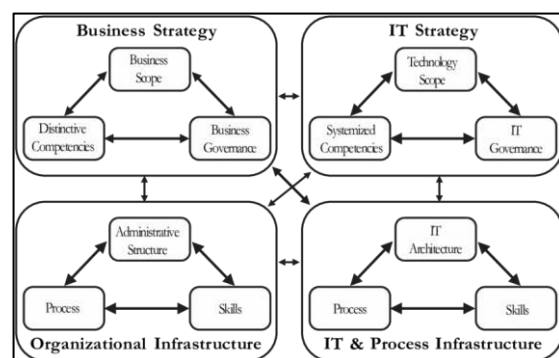 Business Strategy
Business
Scope
Distinctive
Competencies
Business
Governance
IT Strategy
Technology
Scope
Systemized
Competencies
IT
Governance
Administrative
Structure
Process
Skills
Organizational Infrastructure
IT
Architecture
Process
Skills
IT & Process Infrastructure